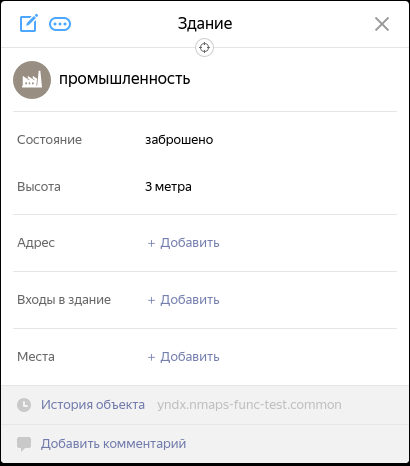 Здание
промышленность
Состояние заброшено
Высота 3 метра
Адрес + Добавить
Входы в здание + Добавить
Места + Добавить
История объекта yndx.nmaps-func-test.common
Добавить комментарий